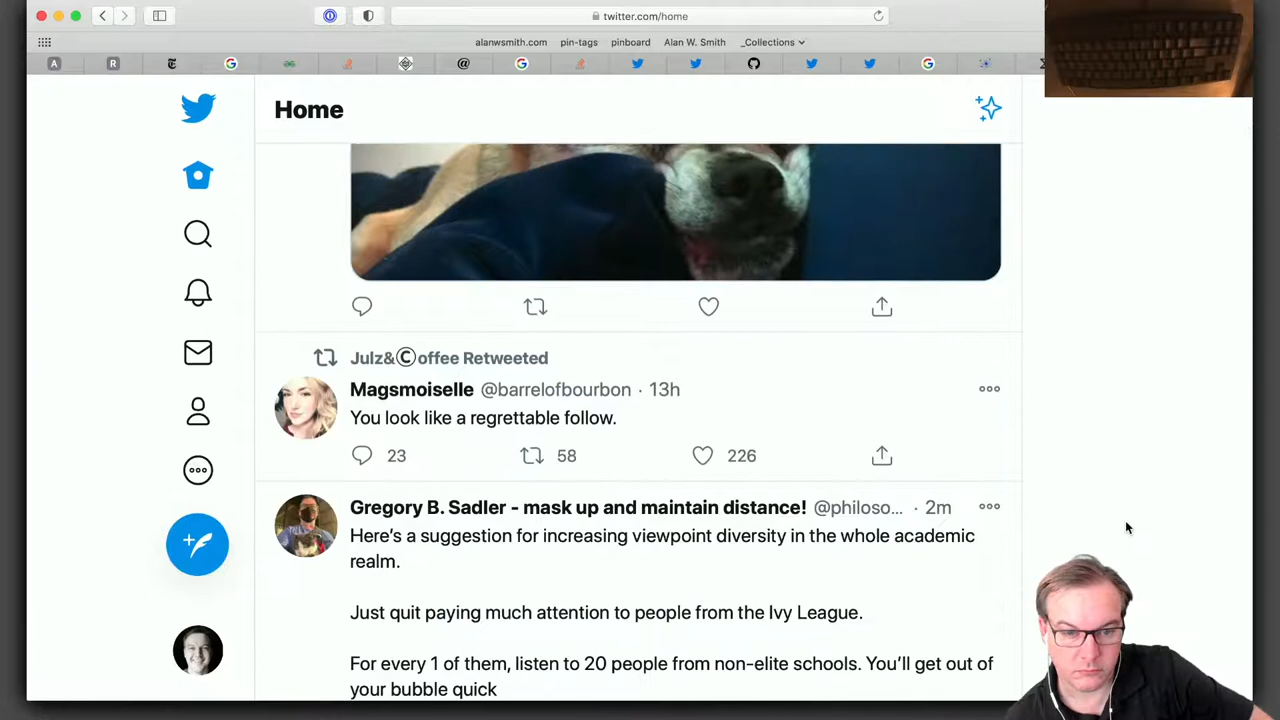 twitter.com/home
alanwsmith.com pin-tags pinboard Alan W. Smith _Collections
A R
Home
Julz&Ⓒoffee Retweeted
Magsmoiselle @barrelofbourbon · 13h
You look like a regrettable follow.
23 58 226
Gregory B. Sadler - mask up and maintain distance! @philoso... · 2m
Here's a suggestion for increasing viewpoint diversity in the whole academic
realm.
Just quit paying much attention to people from the Ivy League.
For every 1 of them, listen to 20 people from non-elite schools. You'll get out of
your bubble quick